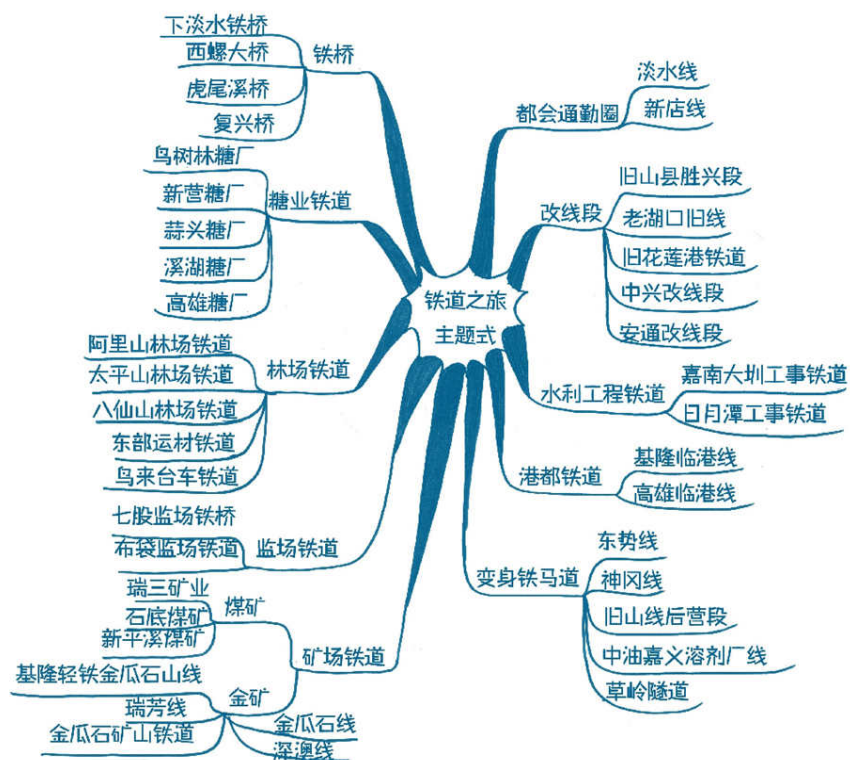 铁道之旅
主题式
铁桥
下淡水铁桥
西螺大桥
虎尾溪桥
复兴桥
糖业铁道
鸟树林糖厂
新营糖厂
蒜兴糖厂
溪湖糖厂
高雄糖厂
林场铁道
阿里山林场铁道
太平山林场铁道
八仙山林场铁道
东部运材铁道
鸟来台车铁道
监场铁道
七股监场铁桥
布袋监场铁道
矿场铁道
煤矿
瑞三矿业
石底煤矿
新平溪煤矿
金矿
基隆轻铁金瓜石山线
瑞芳线
金瓜石矿山铁道
金瓜石线
深澳线
都会通勤圈
淡水线
新店线
改线段
旧山县胜兴段
老湖口旧线
旧花莲港铁道
中兴改线段
安通改线段
水利工程铁道
嘉南大圳工事铁道
日月潭工事铁道
港都铁道
基隆临港线
高雄临港线
变身铁马道
东势线
神冈线
旧山线后营段
中油嘉义溶剂厂线
草岭隧道